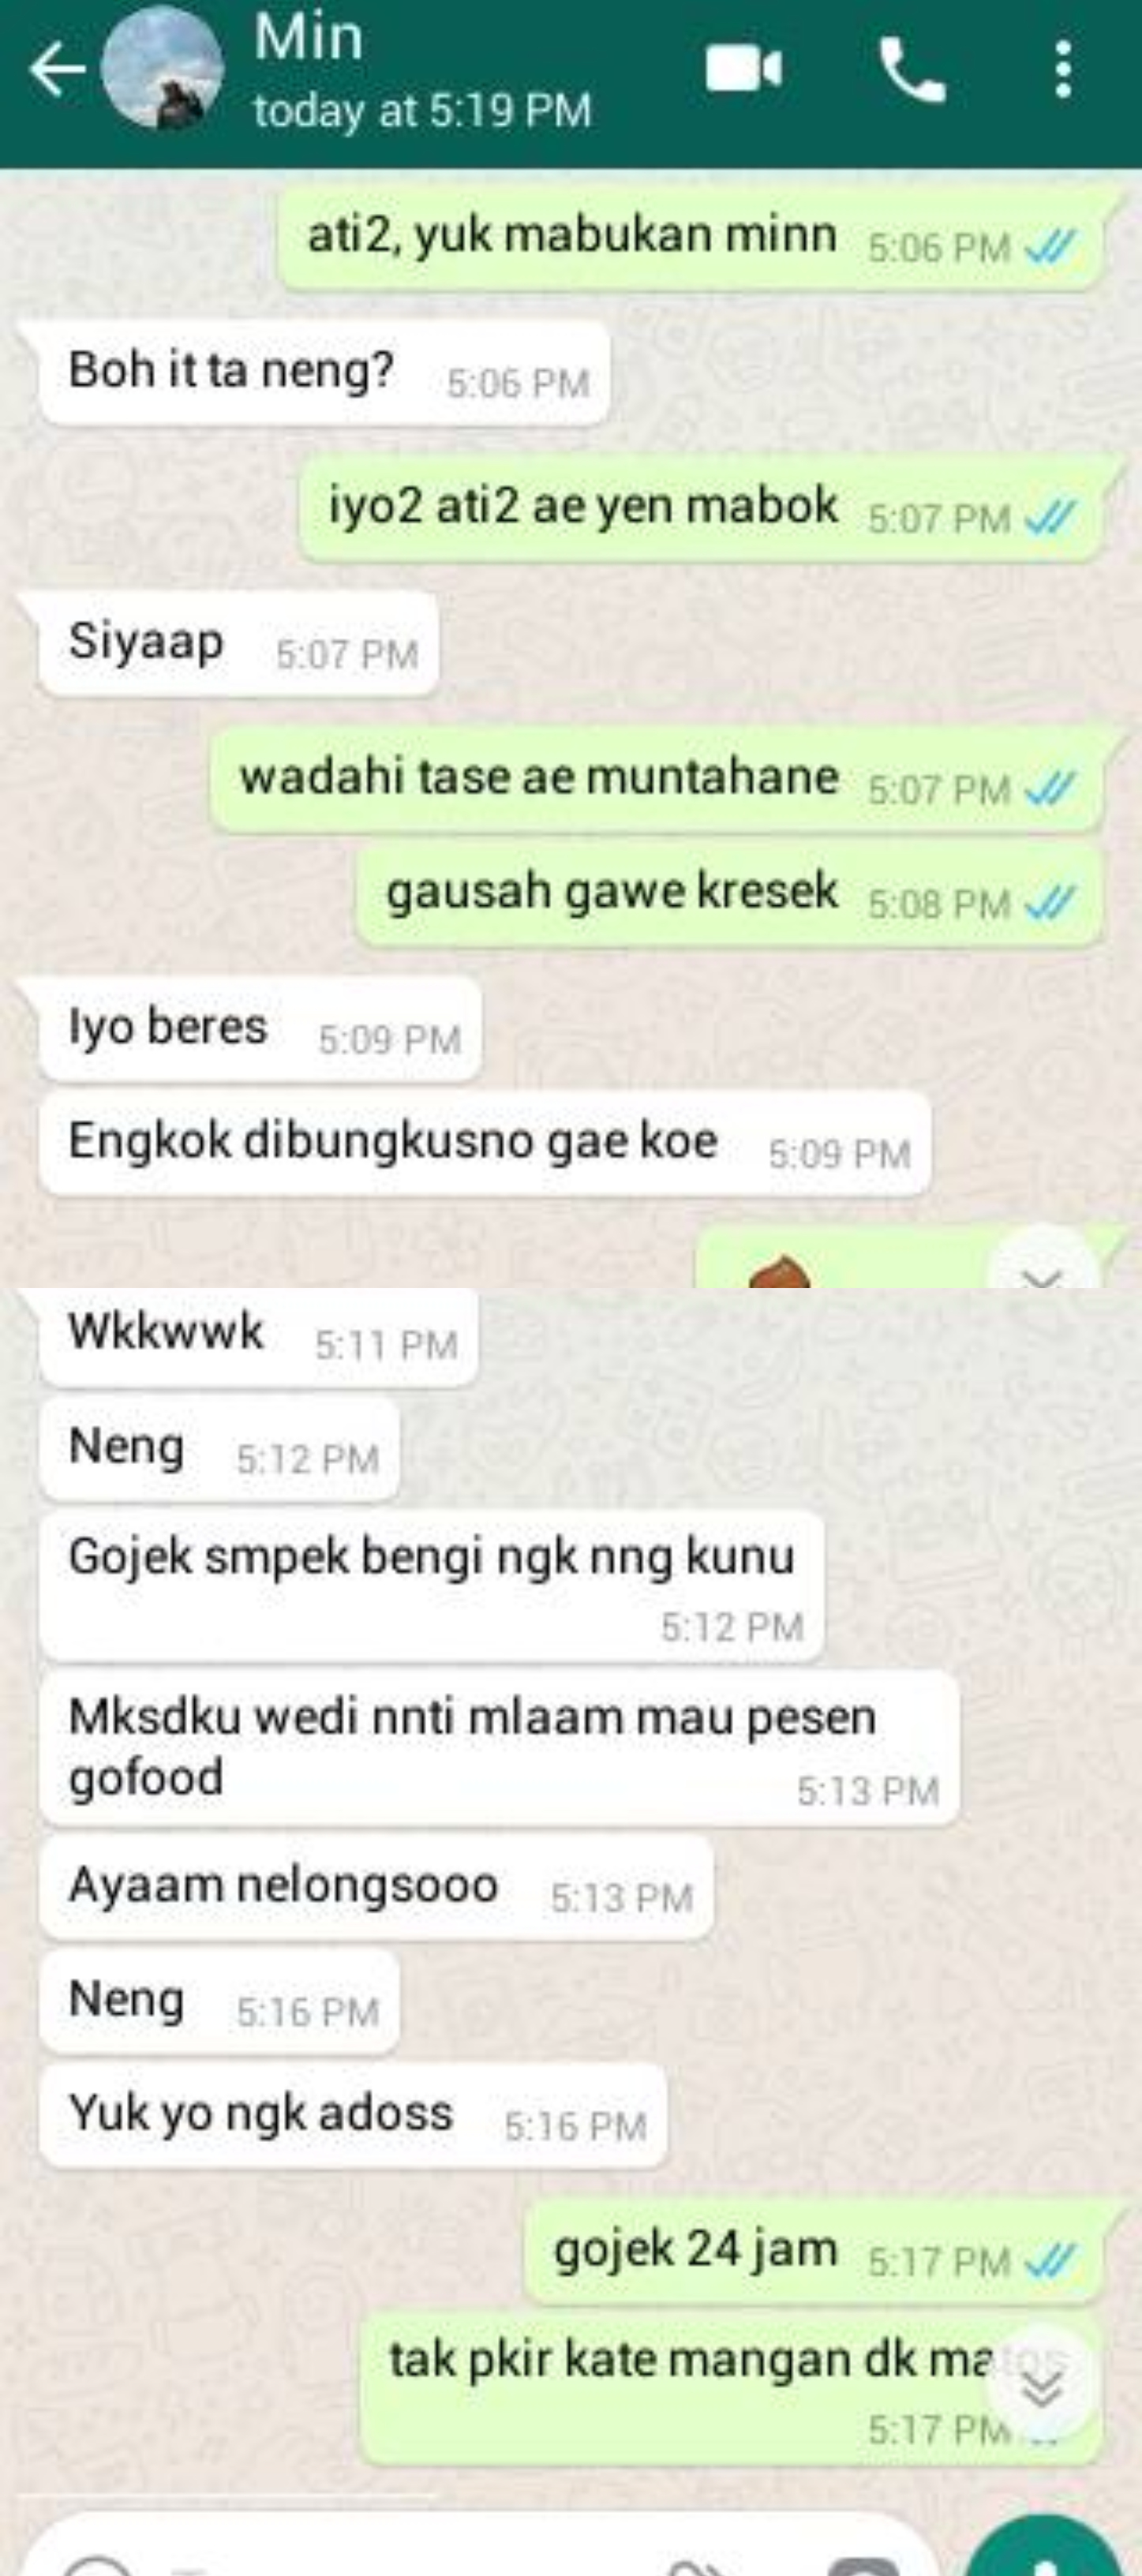 Min
today at 5:19 PM
ati2, yuk mabukan minn 5:06 PM
Boh it ta neng? 5:06 PM
iyo2 ati2 ae yen mabok 5:07 PM
Siyaap 5:07 PM
wadahi tase ae muntahane 5:07 PM
gausah gawe kresek 5:08 PM
Iyo beres 5:09 PM
Engkok dibungkusno gae koe 5:09 PM
Wkkwwk 5:11 PM
Neng 5:12 PM
Gojek smpek bengi ngk nng kunu
5:12 PM
Mksdku wedi nnti mlaam mau pesen
gofood 5:13 PM
Ayaam nelongsooo 5:13 PM
Neng 5:16 PM
Yuk yo ngk adoss 5:16 PM
gojek 24 jam 5:17 PM
tak pkir kate mangan dk matos
5:17 PM